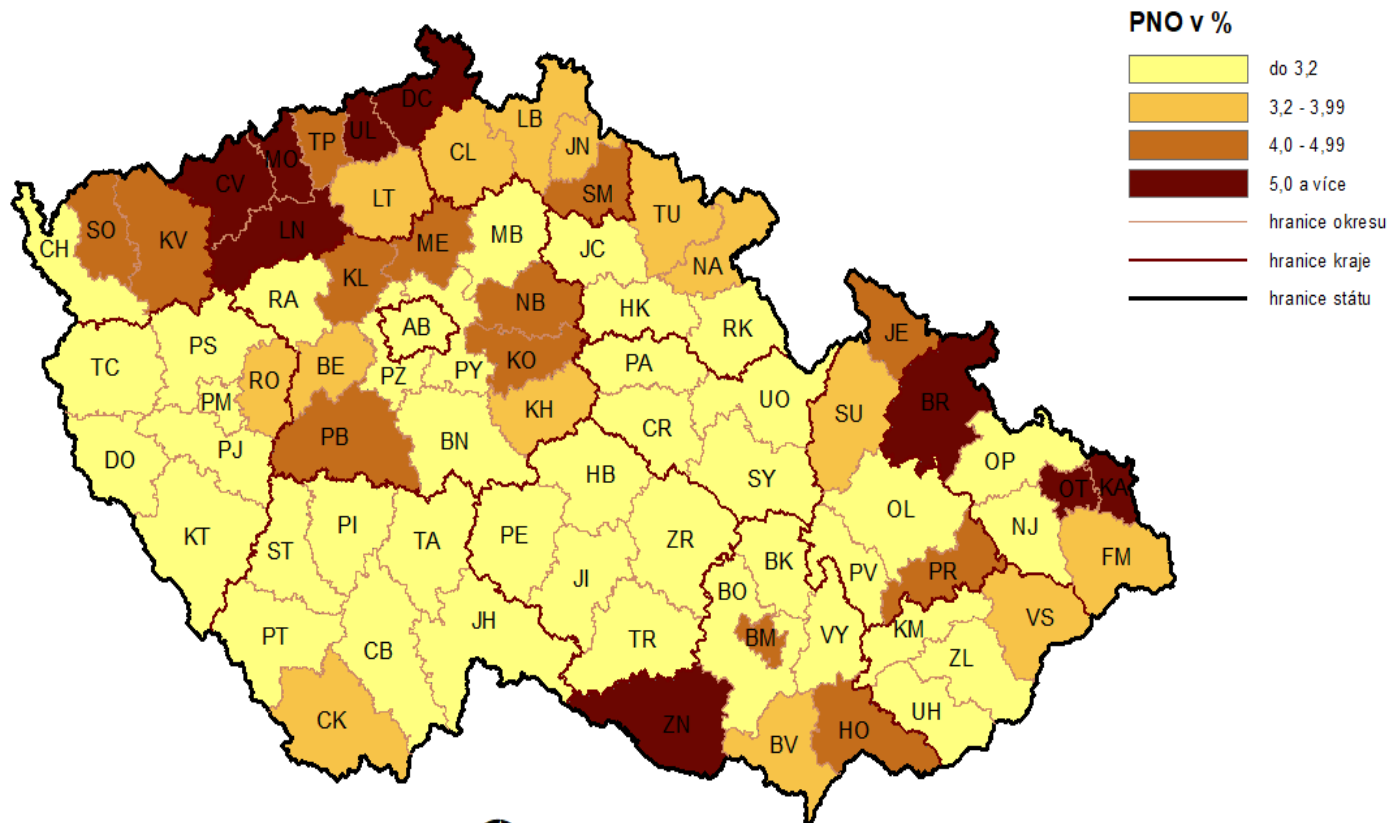 PNO v %
do 3,2
3,2 - 3,99
4,0 - 4,99
5,0 a více
hranice okresu
hranice kraje
hranice státu
DC
LB
UL
TP
JN
CL
MO
CV
LT
SM
TU
SO
KV
LN
ME
MB
JC
CH
NA
KL
RA
NB
HK
AB
RK
JE
PS
TC
BE
RO
KO
PA
PZ
PY
UO
PM
KH
SU
BR
PB
CR
PJ
BN
DO
OP
HB
SY
OT
KA
OL
NJ
KT
PI
TA
PE
ZR
ST
FM
BK
JI
PV
PR
BO
VS
JH
PT
TR
BM
VY
KM
CB
ZL
CK
ZN
UH
BV
HO